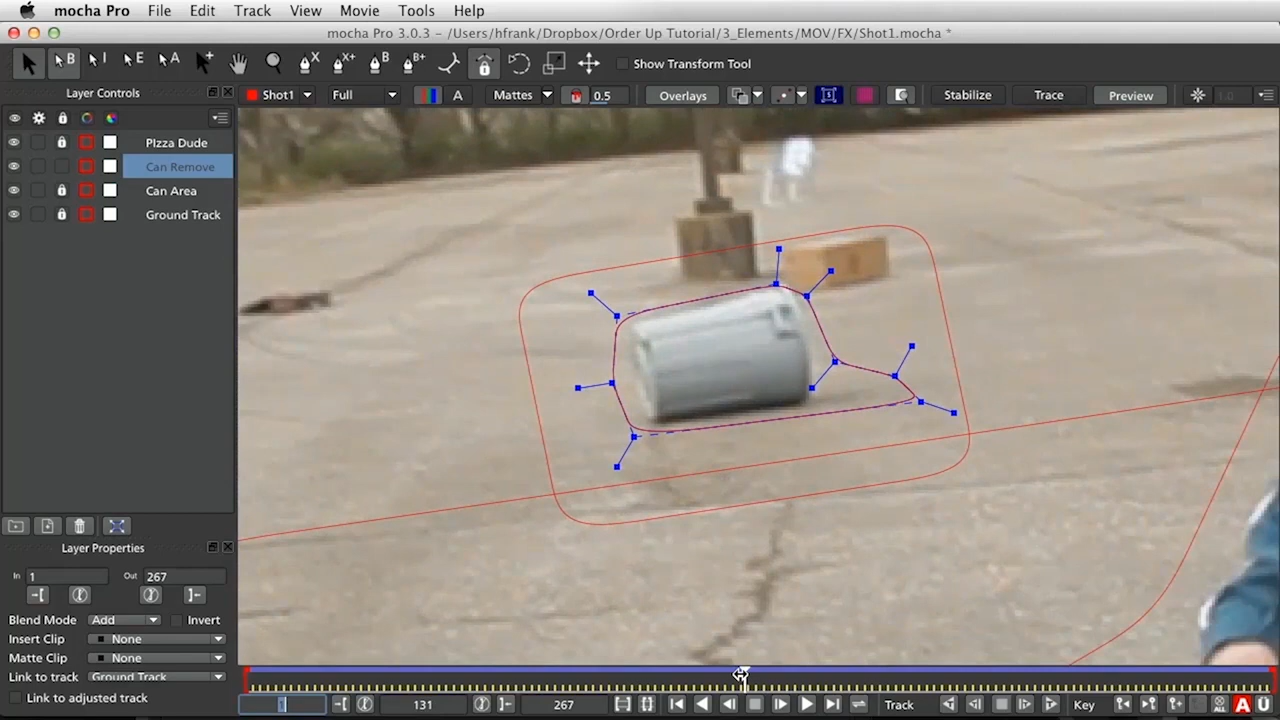 mocha Pro File Edit Track View Movie Tools Help
mocha Pro 3.0.3 - /Users/hfrank/Dropbox/Order Up Tutorial/3_Elements/MOV/FX/Shot1.mocha *
B I E A X X+ B B+ Show Transform Tool
Layer Controls
Shot1 Full A Mattes 0.5 Overlays Stabilize Trace Preview 1.0
PIzza Dude
Can Remove
Can Area
Ground Track
Layer Properties
In 1 Out 267
Blend Mode Add Invert
Insert Clip None
Matte Clip None
Link to track Ground Track
Link to adjusted track
1 131 267 Track Key All A U